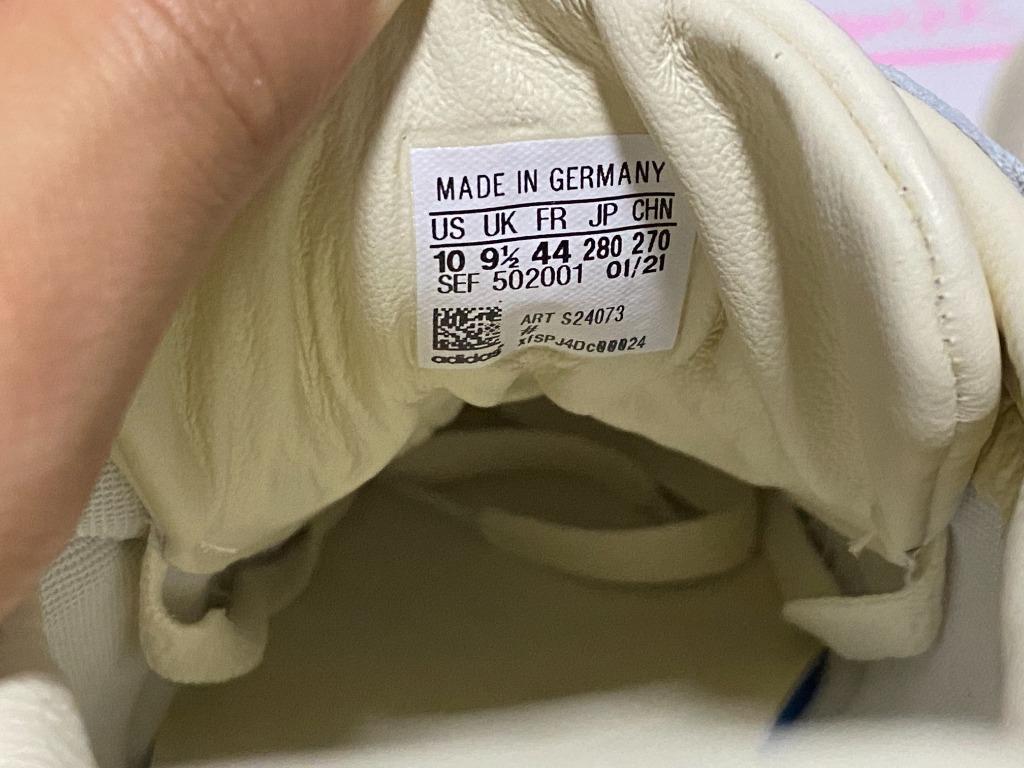 MADE IN GERMANY
US UK FR JP CHN
10 9½ 44 280 270
SEF 502001 01/21
ART S24073
#
adidas